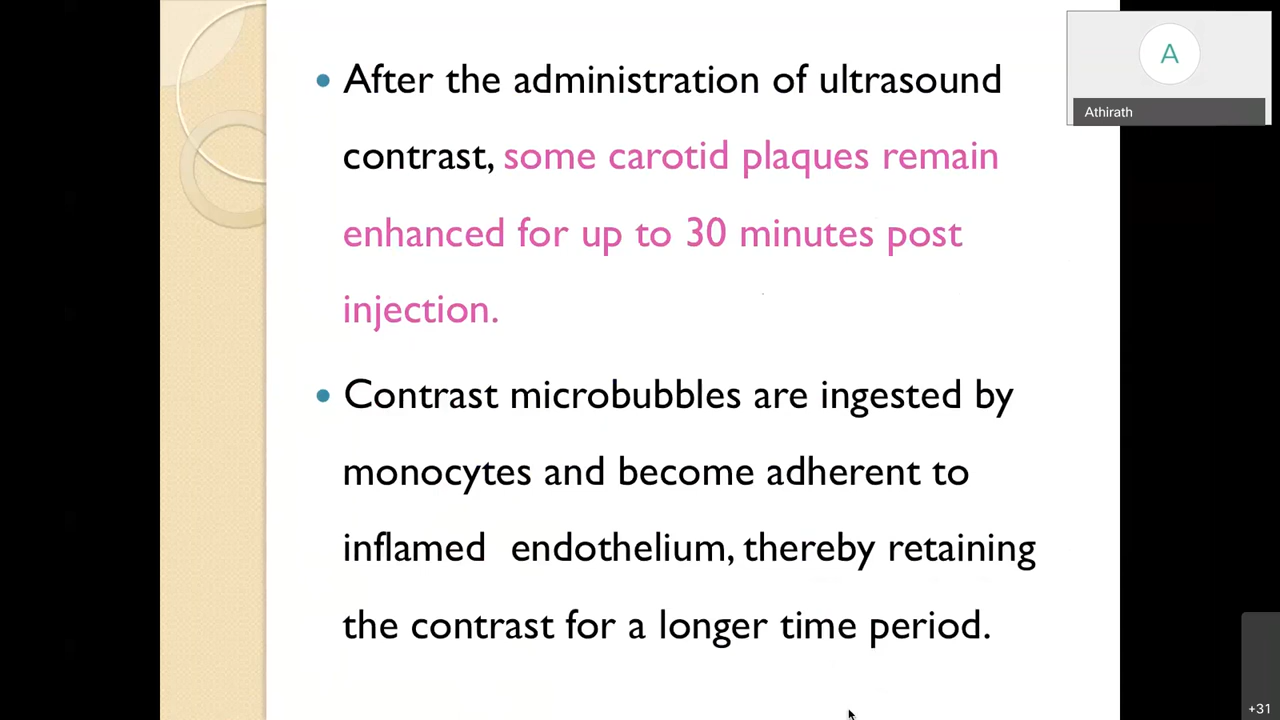 • After the administration of ultrasound
contrast, some carotid plaques remain
enhanced for up to 30 minutes post
injection.
• Contrast microbubbles are ingested by
monocytes and become adherent to
inflamed endothelium, thereby retaining
the contrast for a longer time period.
A
Athirath
+31